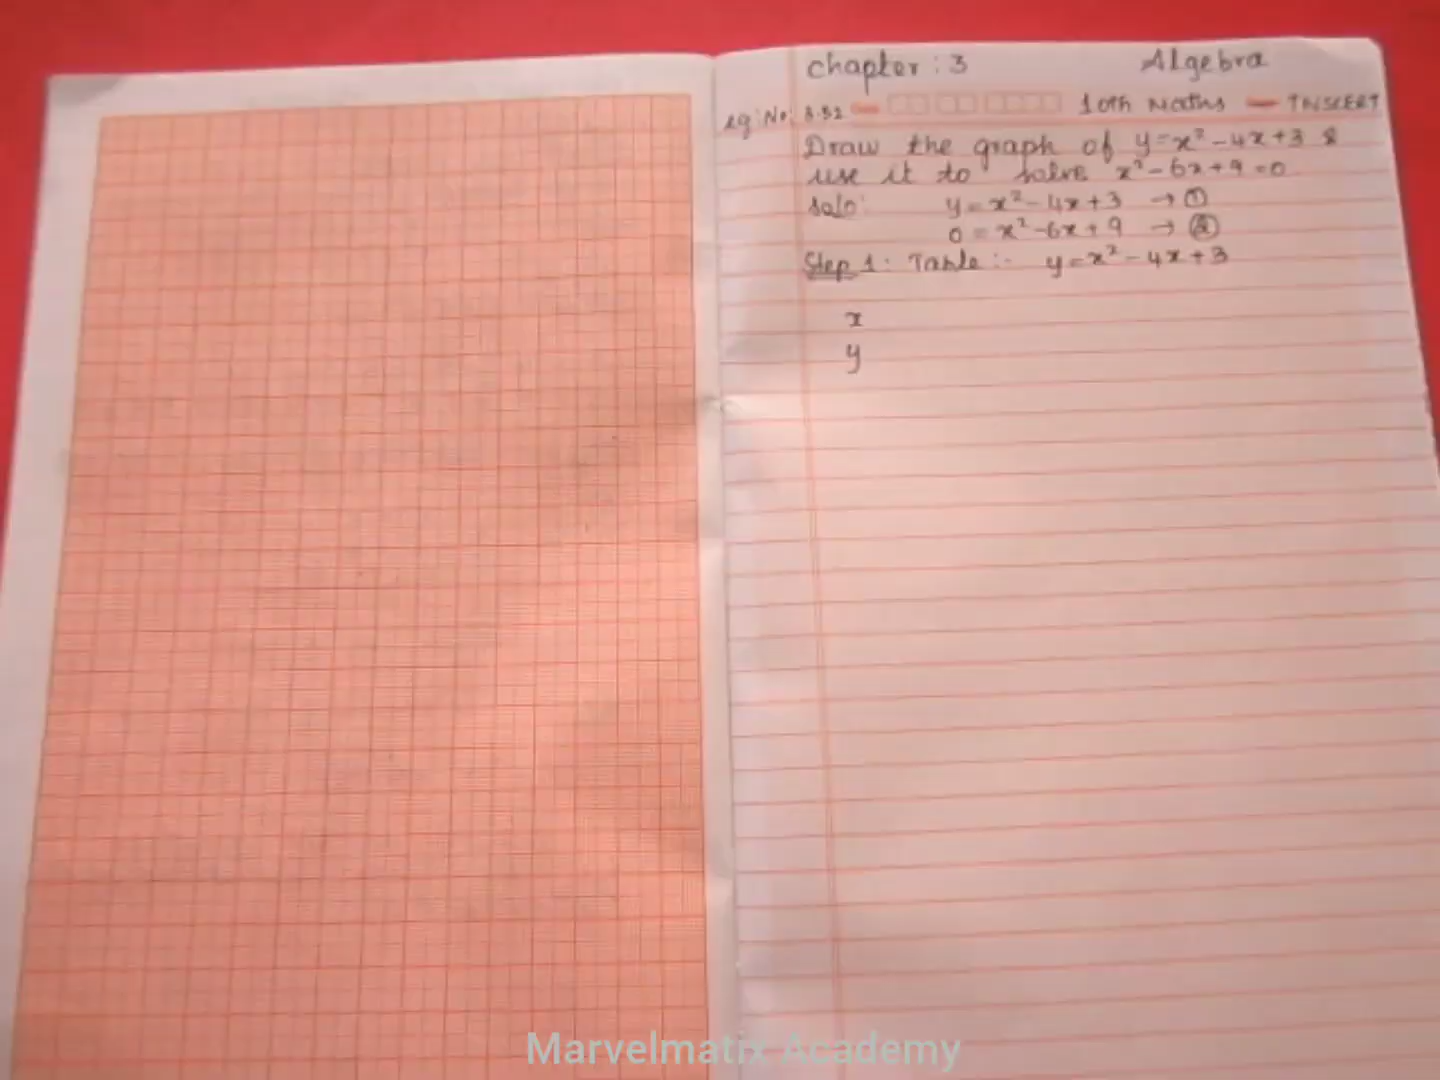 chapter : 3 Algebra
eg: No: 3.52 10th Maths — TNSCERT
Draw the graph of y=x²-4x+3 &
use it to solve x²-6x+9=0
soln: y=x²-4x+3 → ①
0=x²-6x+9 → ②
Step 1: Table :- y=x²-4x+3
x
y
Marvelmatix Academy